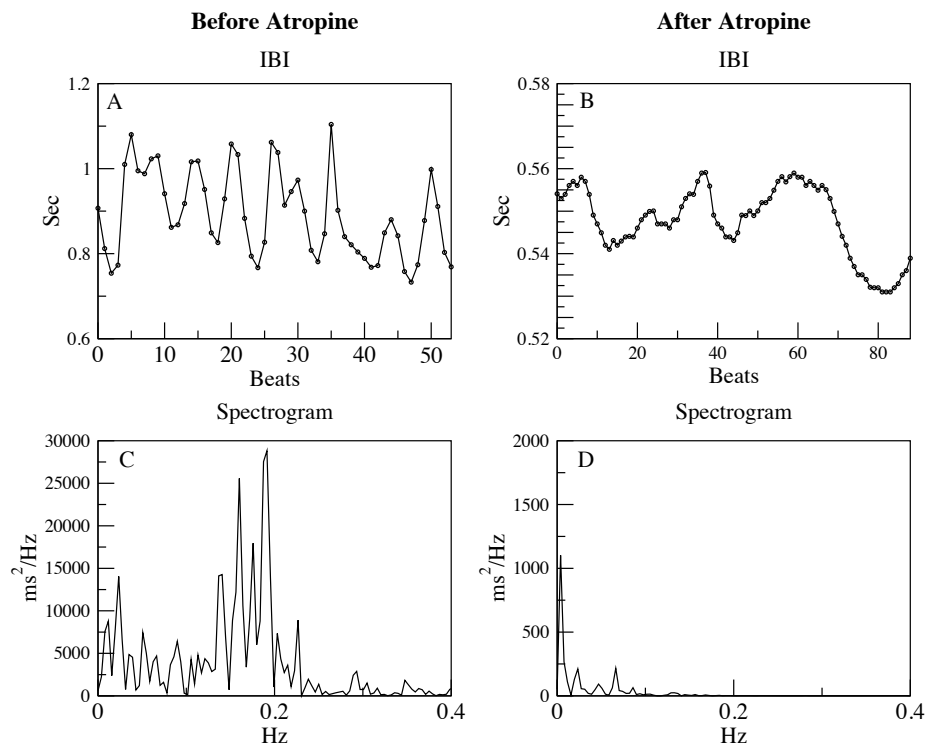 Before Atropine
After Atropine
IBI
IBI
A
B
1.2
1
0.8
0.6
Sec
0 10 20 30 40 50
Beats
0.58
0.56
0.54
0.52
Sec
0 20 40 60 80
Beats
Spectrogram
Spectrogram
C
D
30000
25000
20000
15000
10000
5000
0
ms²/Hz
0 0.2 0.4
Hz
2000
1500
1000
500
0
ms²/Hz
0 0.2 0.4
Hz